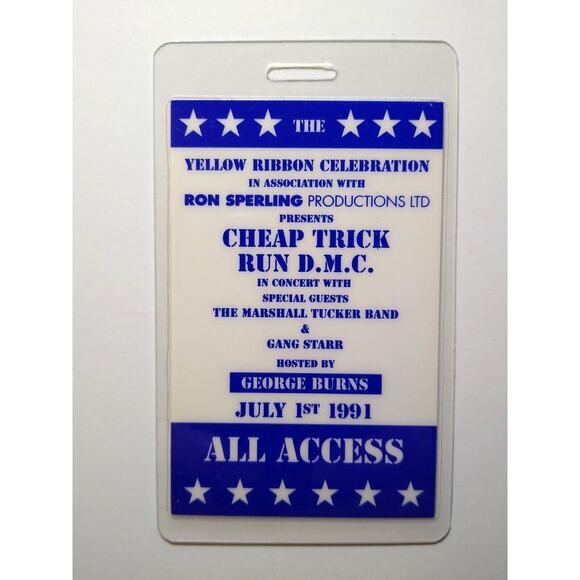 THE
YELLOW RIBBON CELEBRATION
IN ASSOCIATION WITH
RON SPERLING PRODUCTIONS LTD
PRESENTS
CHEAP TRICK
RUN D.M.C.
IN CONCERT WITH
SPECIAL GUESTS
THE MARSHALL TUCKER BAND
&
GANG STARR
HOSTED BY
GEORGE BURNS
JULY 1ST 1991
ALL ACCESS